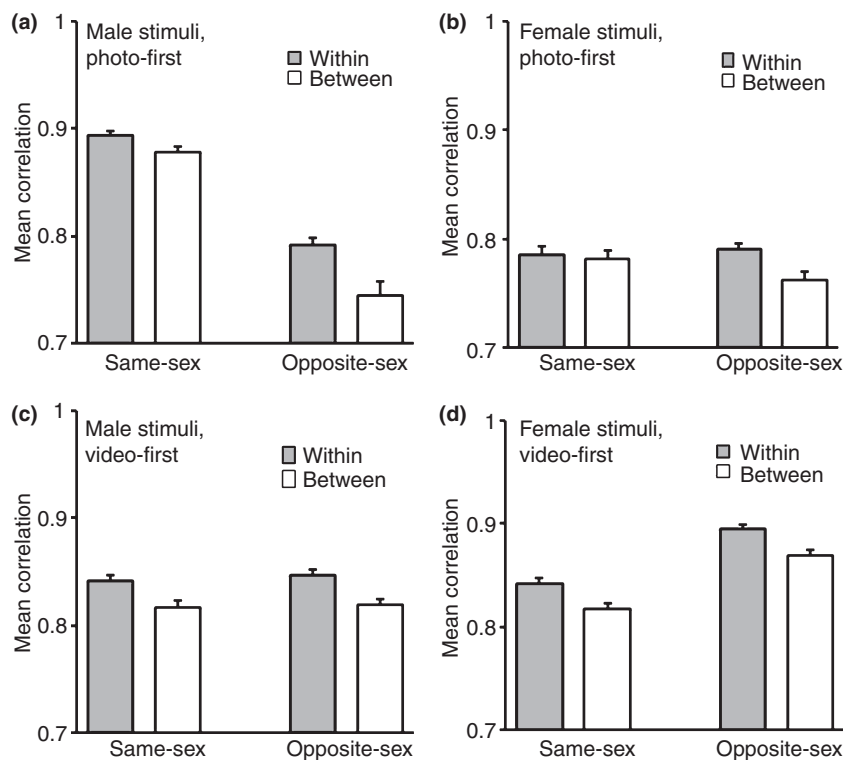 (a)
Male stimuli,
photo-first
Within
Between
Mean correlation
1
0.9
0.8
0.7
Same-sex
Opposite-sex
(b)
Female stimuli,
photo-first
Within
Between
Mean correlation
1
0.9
0.8
0.7
Same-sex
Opposite-sex
(c)
Male stimuli,
video-first
Within
Between
Mean correlation
1
0.9
0.8
0.7
Same-sex
Opposite-sex
(d)
Female stimuli,
video-first
Within
Between
Mean correlation
1
0.9
0.8
0.7
Same-sex
Opposite-sex